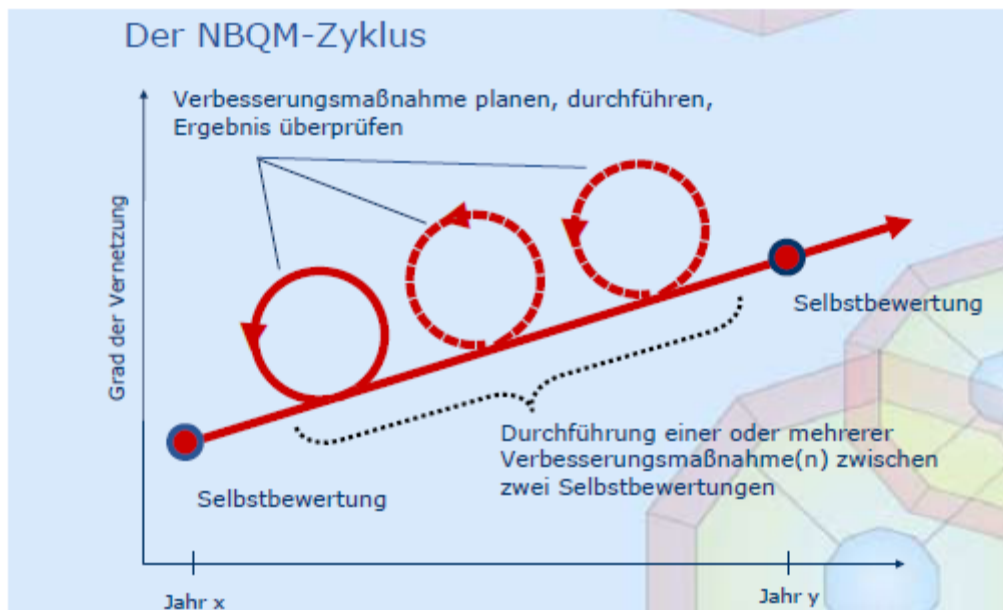 Der NBQM-Zyklus
Verbesserungsmaßnahme planen, durchführen,
Ergebnis überprüfen
Grad der Vernetzung
Selbstbewertung
Durchführung einer oder mehrerer
Verbesserungsmaßnahme(n) zwischen
zwei Selbstbewertungen
Selbstbewertung
Jahr x
Jahr y